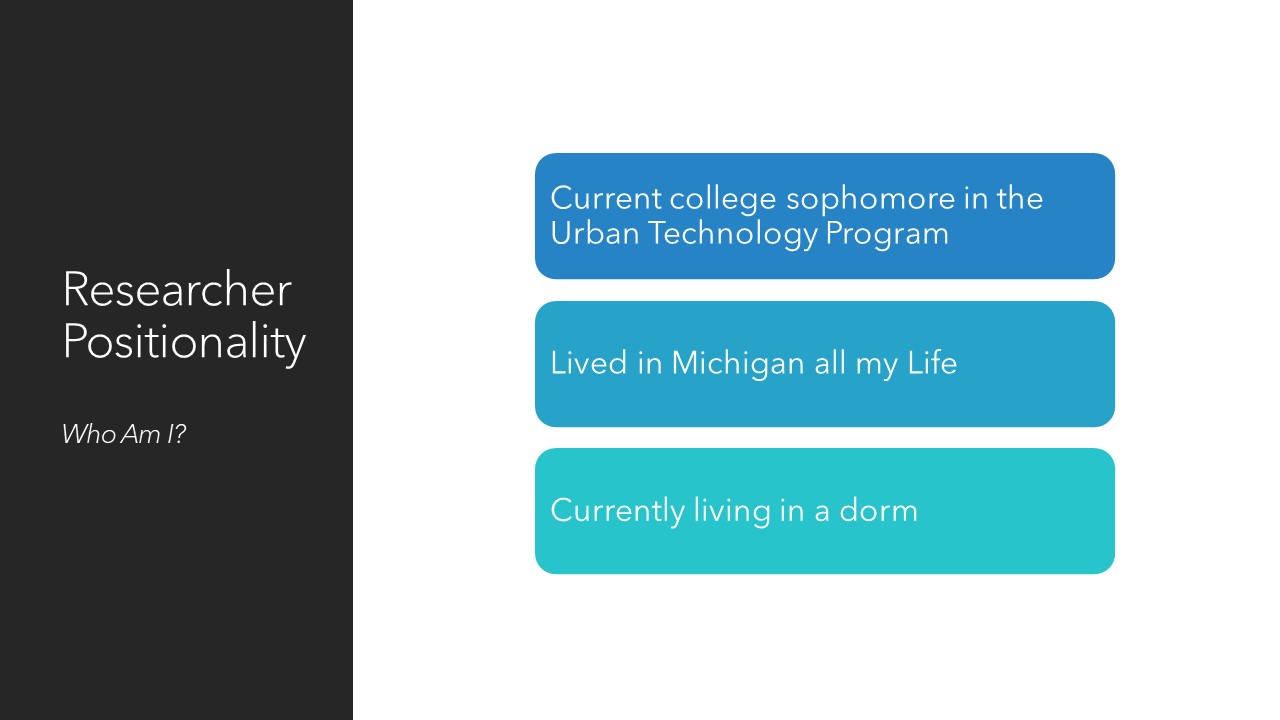 Researcher
Positionality
Who Am I?
Current college sophomore in the
Urban Technology Program
Lived in Michigan all my Life
Currently living in a dorm